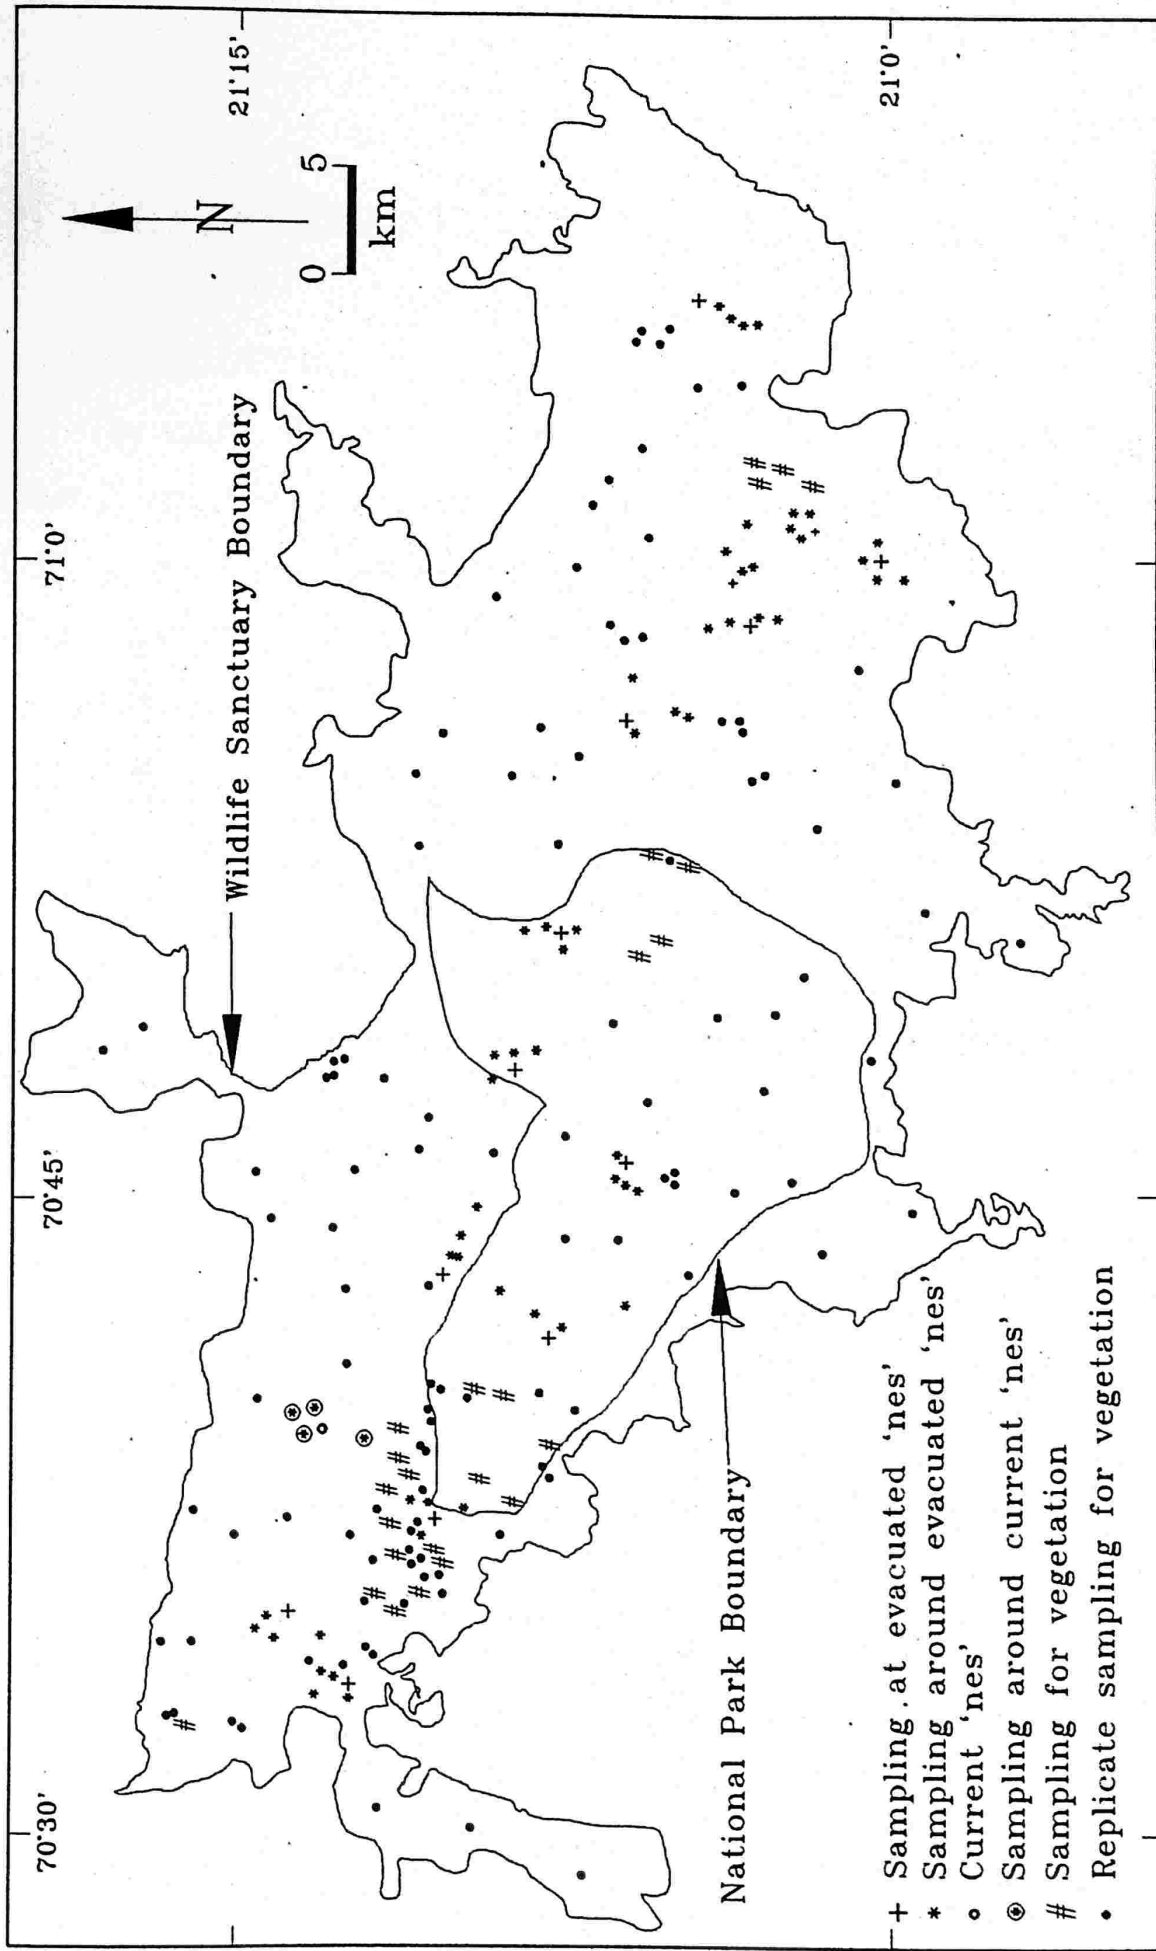 70°30'
70°45'
71°0'
21°15'
21°0'
Wildlife Sanctuary Boundary
N
0 5
km
National Park Boundary
+ Sampling at evacuated 'nes'
* Sampling around evacuated 'nes'
Current 'nes'
Sampling around current 'nes'
# Sampling for vegetation
• Replicate sampling for vegetation